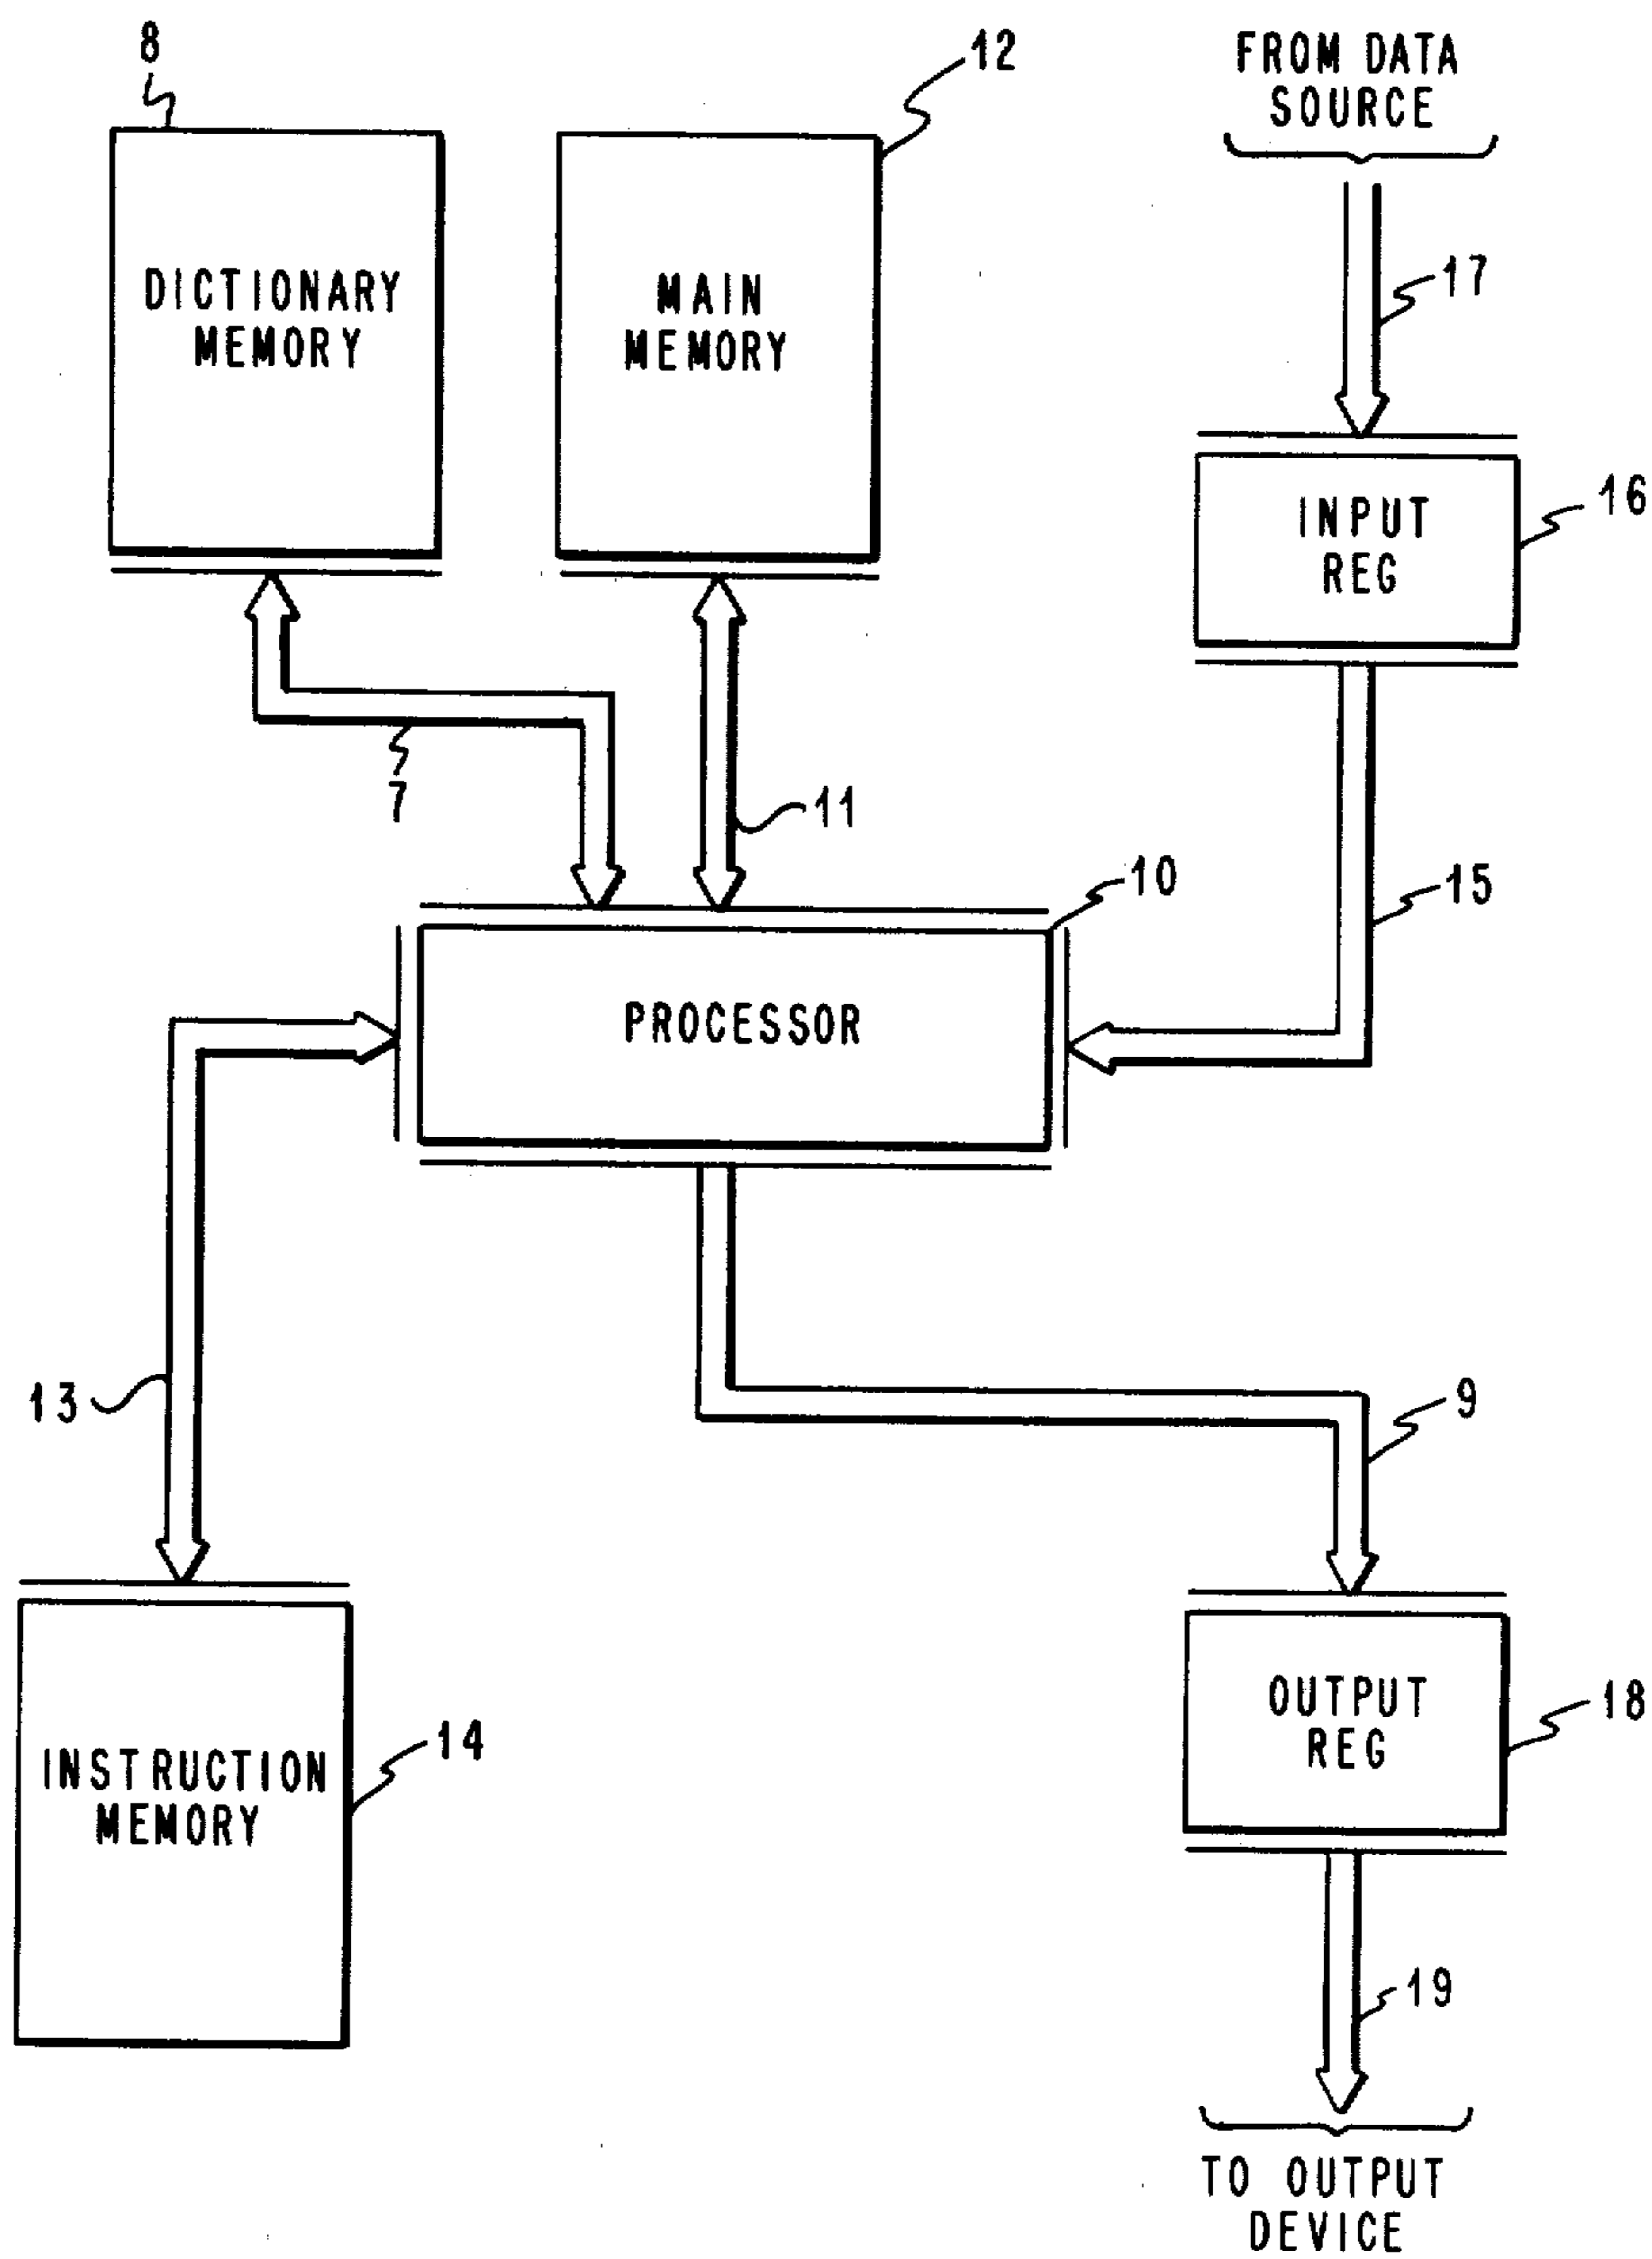 8
12
FROM DATA
SOURCE
17
DICTIONARY
MEMORY
MAIN
MEMORY
16
INPUT
REG
7
11
10
15
PROCESSOR
13
9
14
INSTRUCTION
MEMORY
18
OUTPUT
REG
19
TO OUTPUT
DEVICE